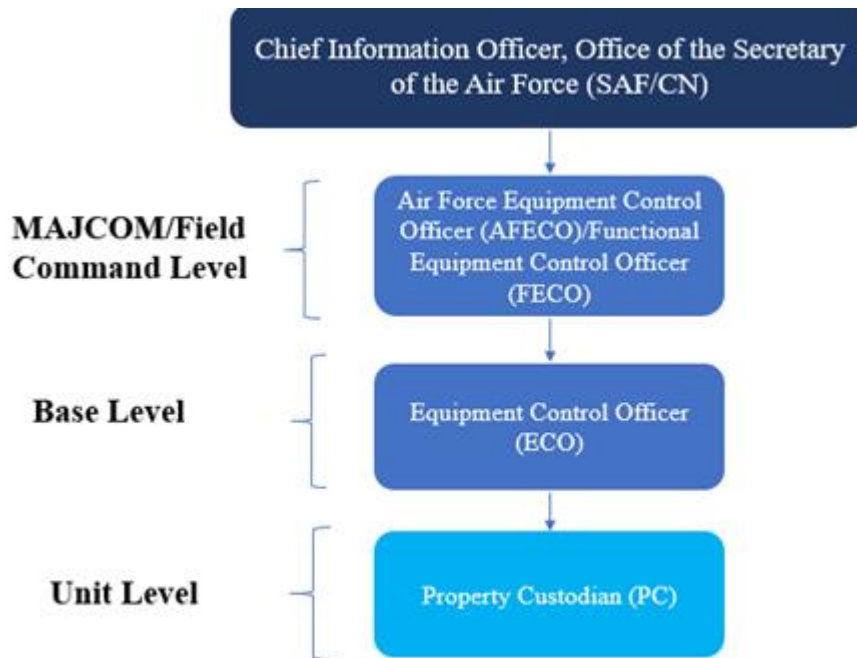 Chief Information Officer, Office of the Secretary
of the Air Force (SAF/CN)
MAJCOM/Field
Command Level
Air Force Equipment Control
Officer (AFECO)/Functional
Equipment Control Officer
(FECO)
Base Level
Equipment Control Officer
(ECO)
Unit Level
Property Custodian (PC)